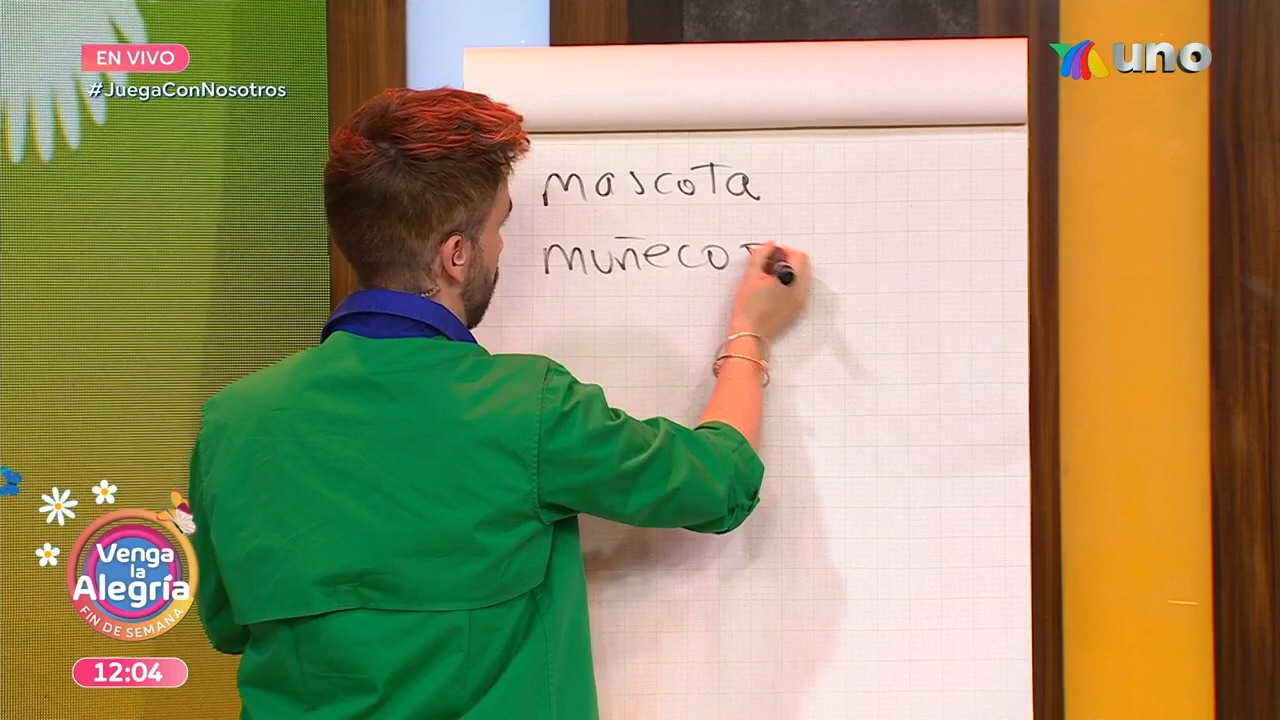 EN VIVO
#JuegaConNosotros
uno
mascota
muñeco
Venga
la
Alegría
FIN DE SEMANA
12:04